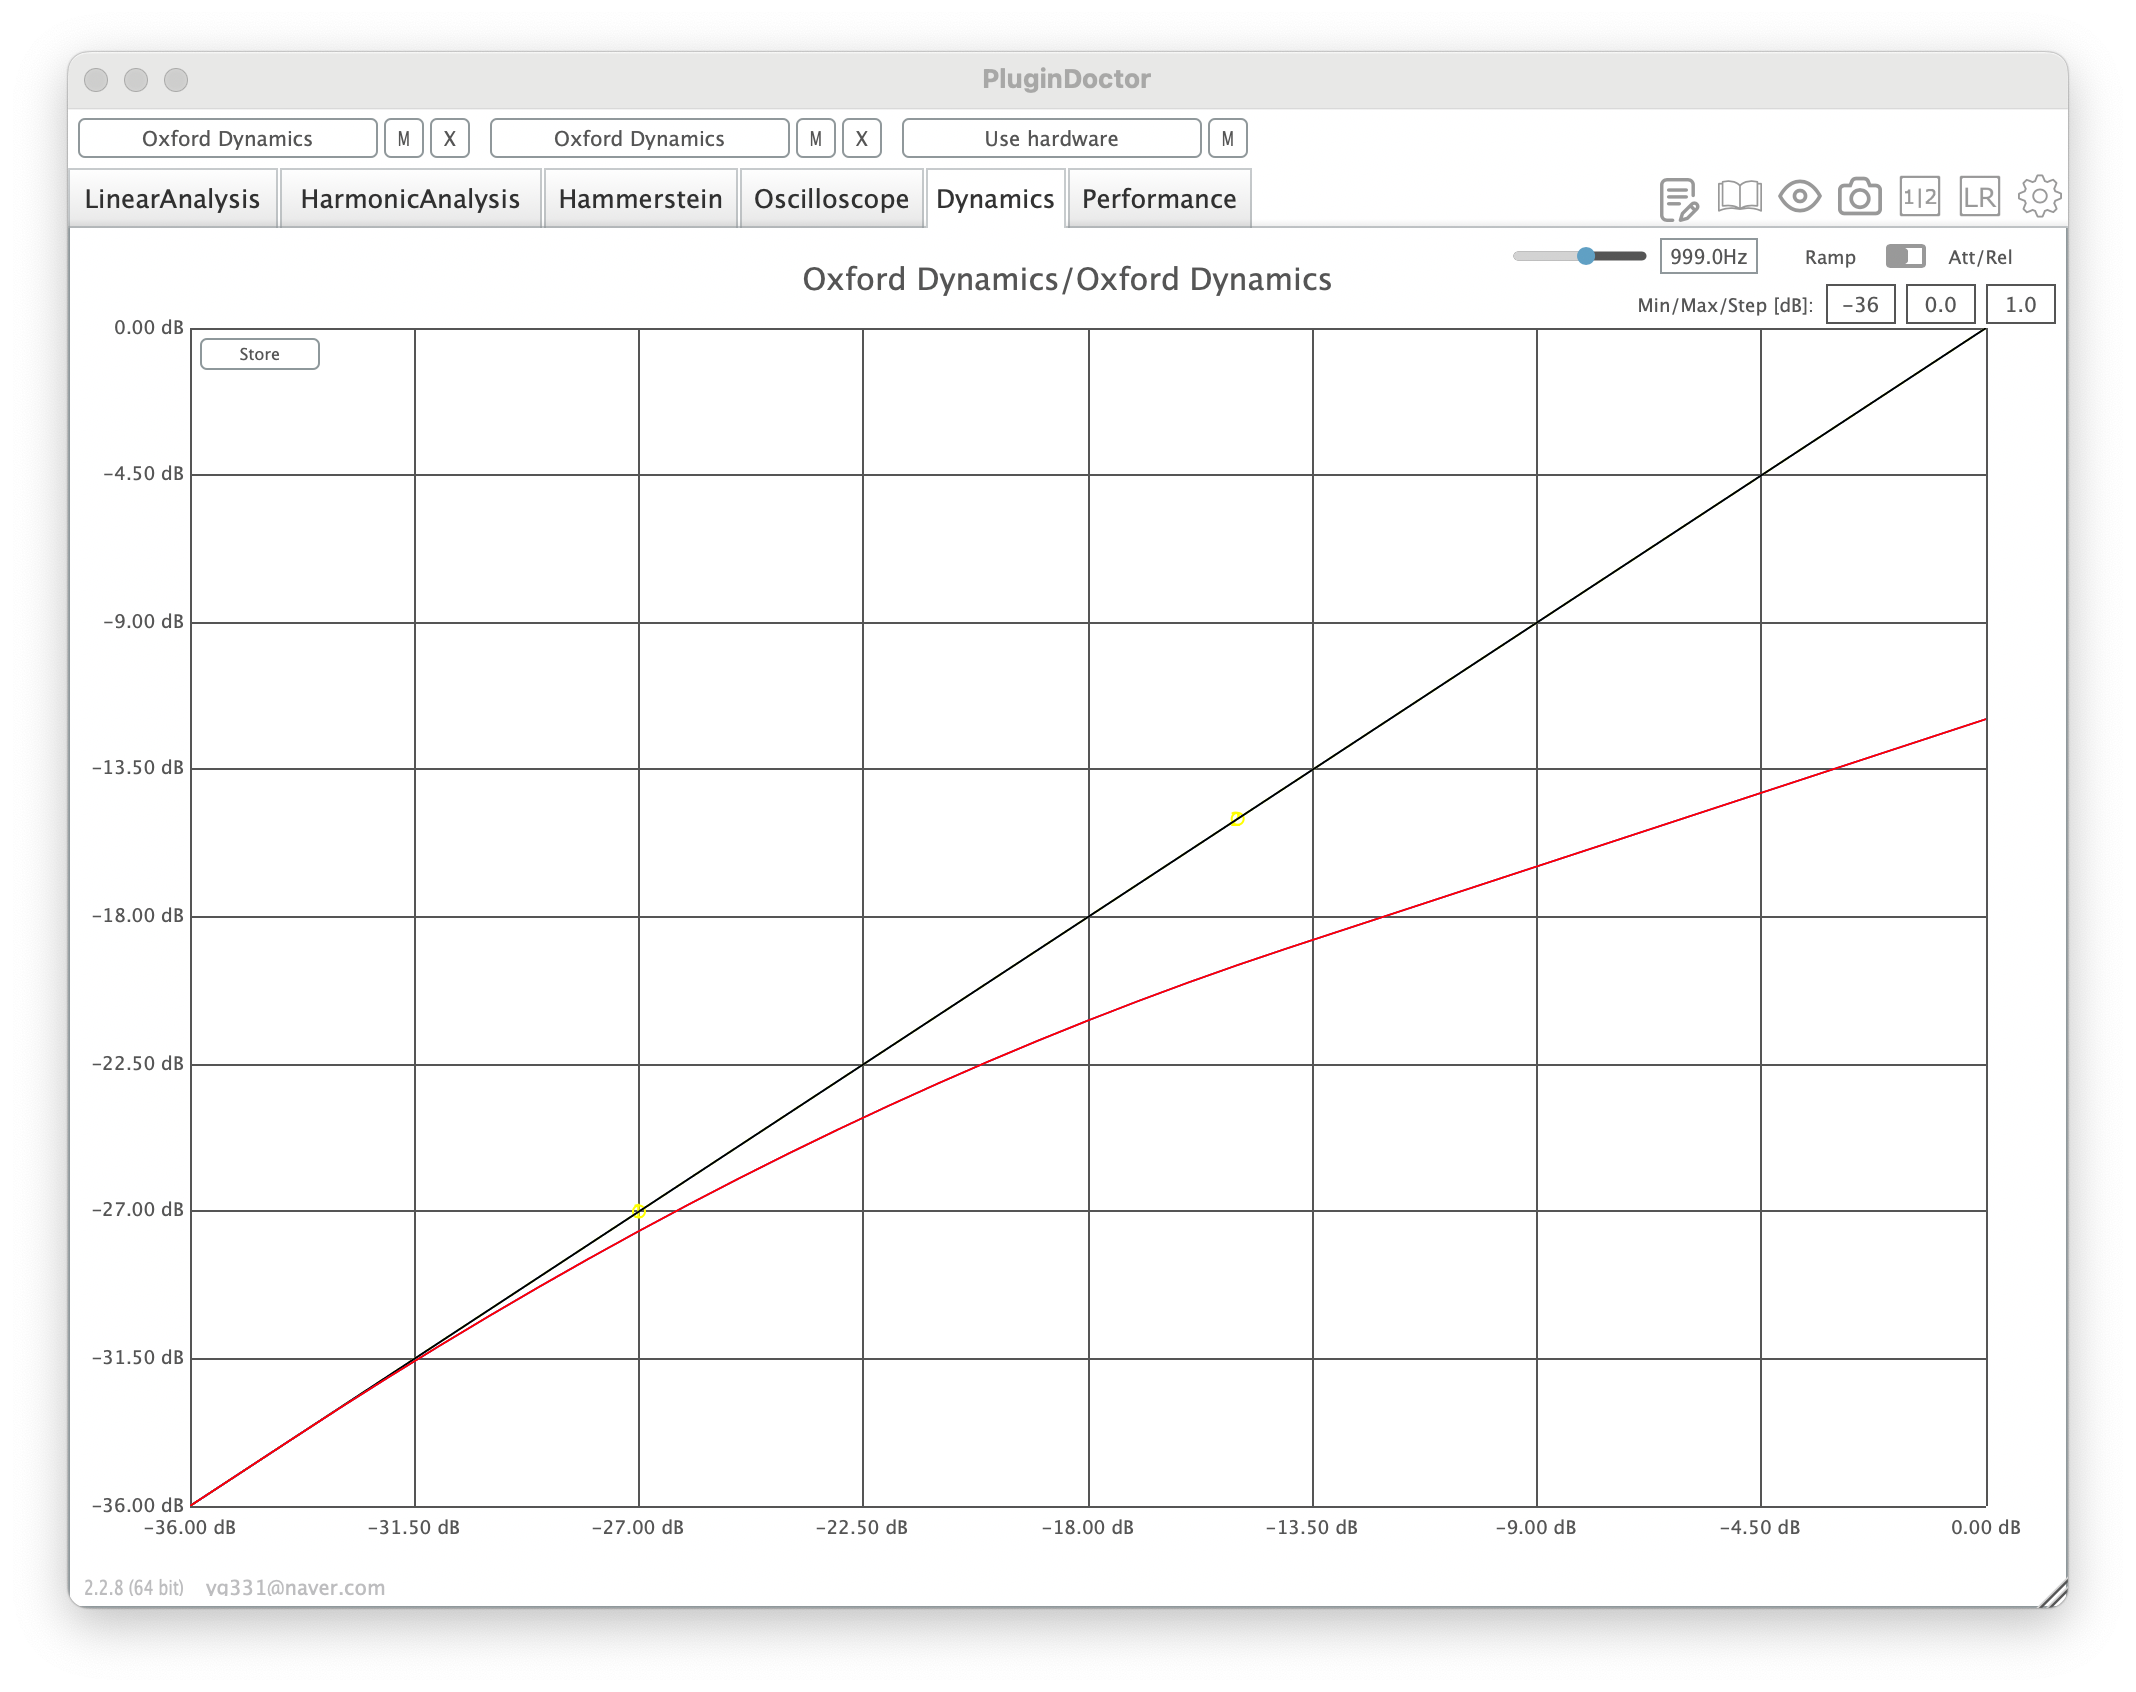 PluginDoctor
Oxford Dynamics M X Oxford Dynamics M X Use hardware M
LinearAnalysis HarmonicAnalysis Hammerstein Oscilloscope Dynamics Performance 1|2 LR
999.0Hz Ramp Att/Rel
Oxford Dynamics/Oxford Dynamics
Min/Max/Step [dB]: -36 0.0 1.0
0.00 dB
Store
-4.50 dB
-9.00 dB
-13.50 dB
-18.00 dB
-22.50 dB
-27.00 dB
-31.50 dB
-36.00 dB
-36.00 dB -31.50 dB -27.00 dB -22.50 dB -18.00 dB -13.50 dB -9.00 dB -4.50 dB 0.00 dB
2.2.8 (64 bit) yq331@naver.com